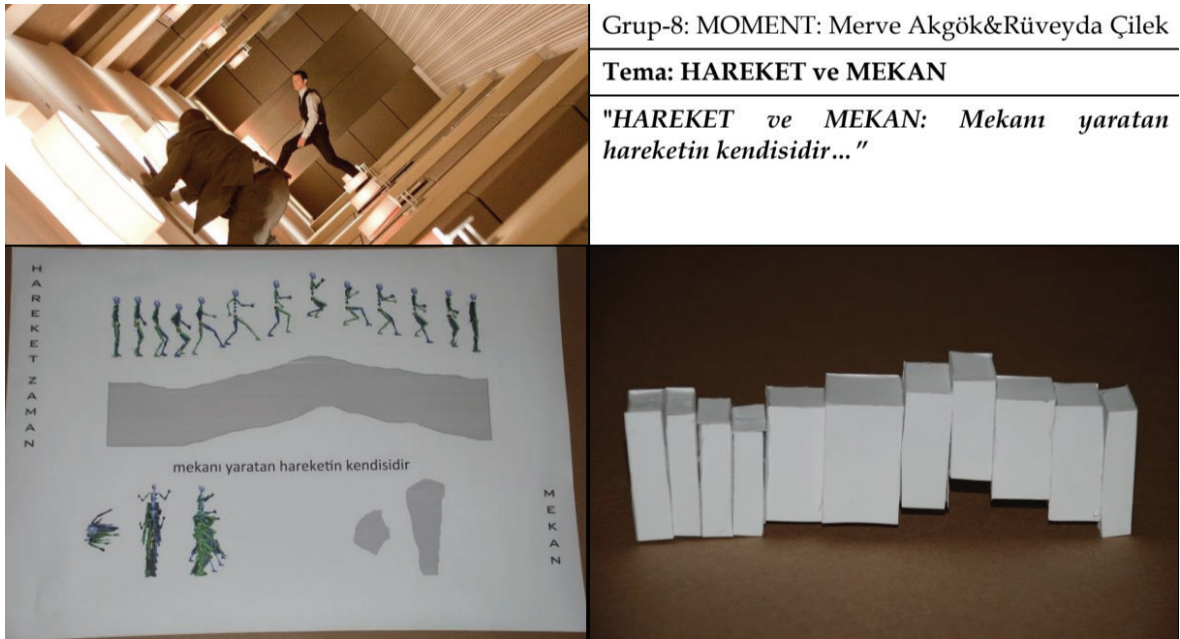 Grup-8: MOMENT: Merve Akgök&Rüveyda Çilek
Tema: HAREKET ve MEKAN
"HAREKET ve MEKAN: Mekanı yaratan
hareketin kendisidir…”
HAREKET ZAMAN
mekanı yaratan hareketin kendisidir
MEKAN